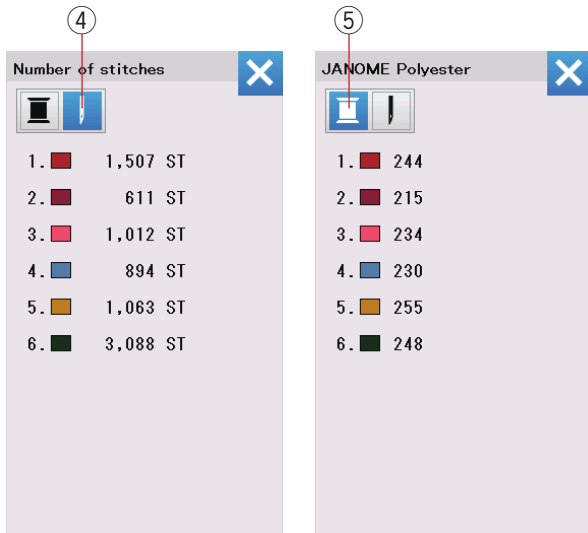 ④
Number of stitches
1. 1,507 ST
2. 611 ST
3. 1,012 ST
4. 894 ST
5. 1,063 ST
6. 3,088 ST
⑤
JANOME Polyester
1. 244
2. 215
3. 234
4. 230
5. 255
6. 248